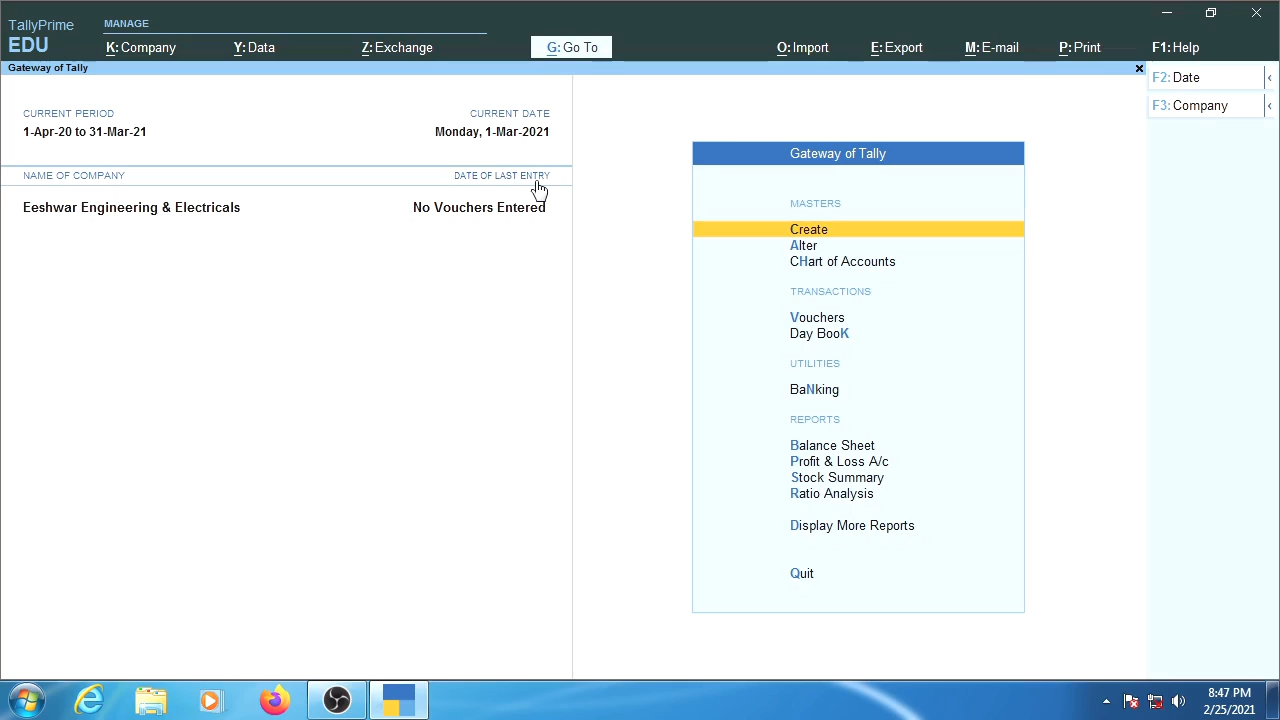 TallyPrime
EDU
MANAGE
K: Company
Y: Data
Z: Exchange
G: Go To
O: Import
E: Export
M: E-mail
P: Print
F1: Help
Gateway of Tally
F2: Date
F3: Company
CURRENT PERIOD
CURRENT DATE
1-Apr-20 to 31-Mar-21
Monday, 1-Mar-2021
NAME OF COMPANY
DATE OF LAST ENTRY
Eeshwar Engineering & Electricals
No Vouchers Entered
Gateway of Tally
MASTERS
Create
Alter
CHart of Accounts
TRANSACTIONS
Vouchers
Day BooK
UTILITIES
BaNking
REPORTS
Balance Sheet
Profit & Loss A/c
Stock Summary
Ratio Analysis
Display More Reports
Quit
8:47 PM
2/25/2021